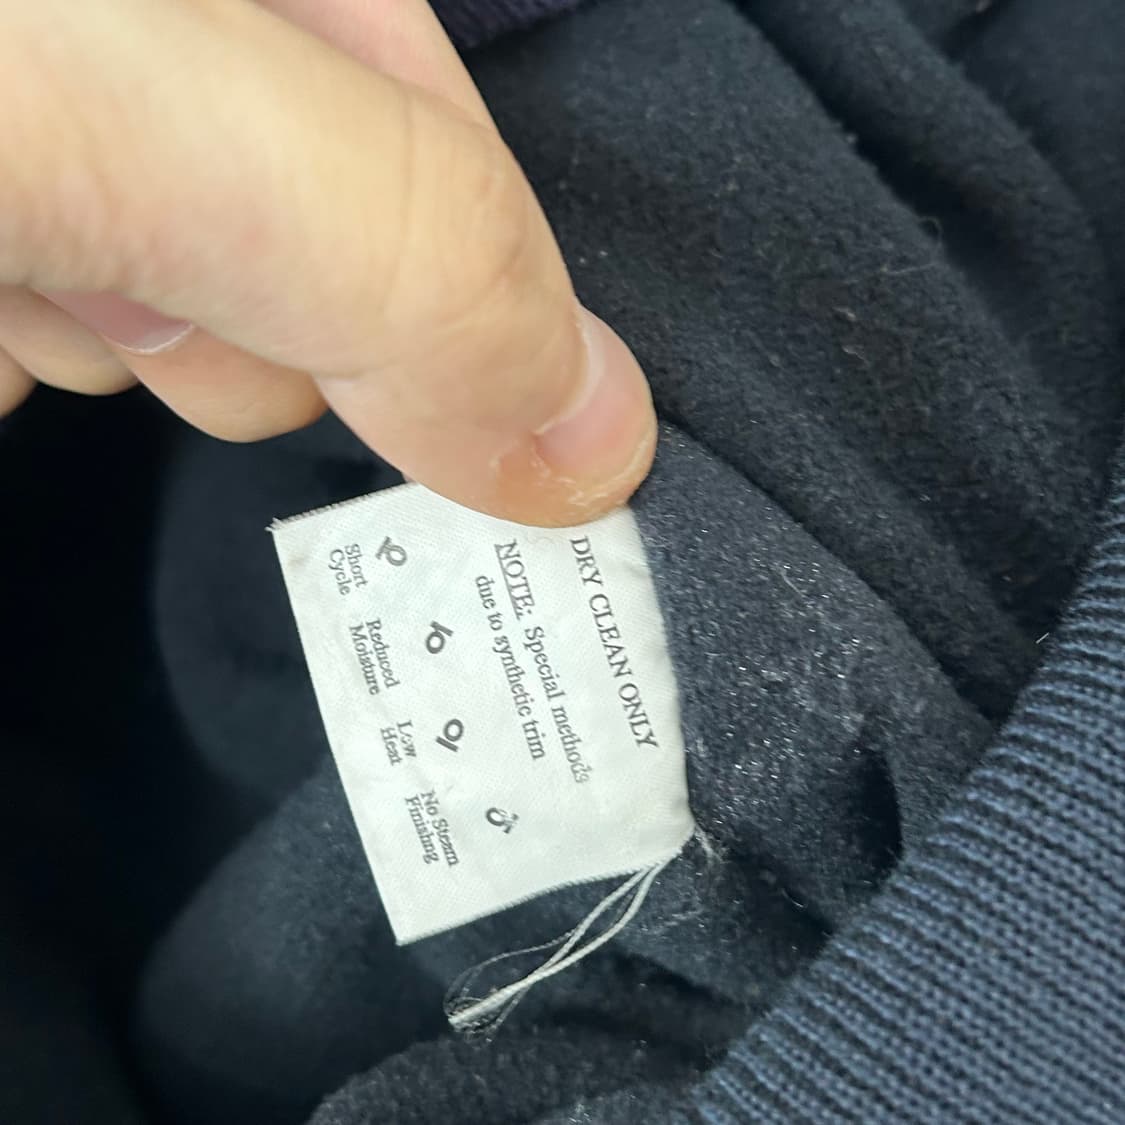 DRY CLEAN ONLY
NOTE: Special methods
due to synthetic trim
Short
Cycle
Reduced
Moisture
Low
Heat
No Steam
Finishing